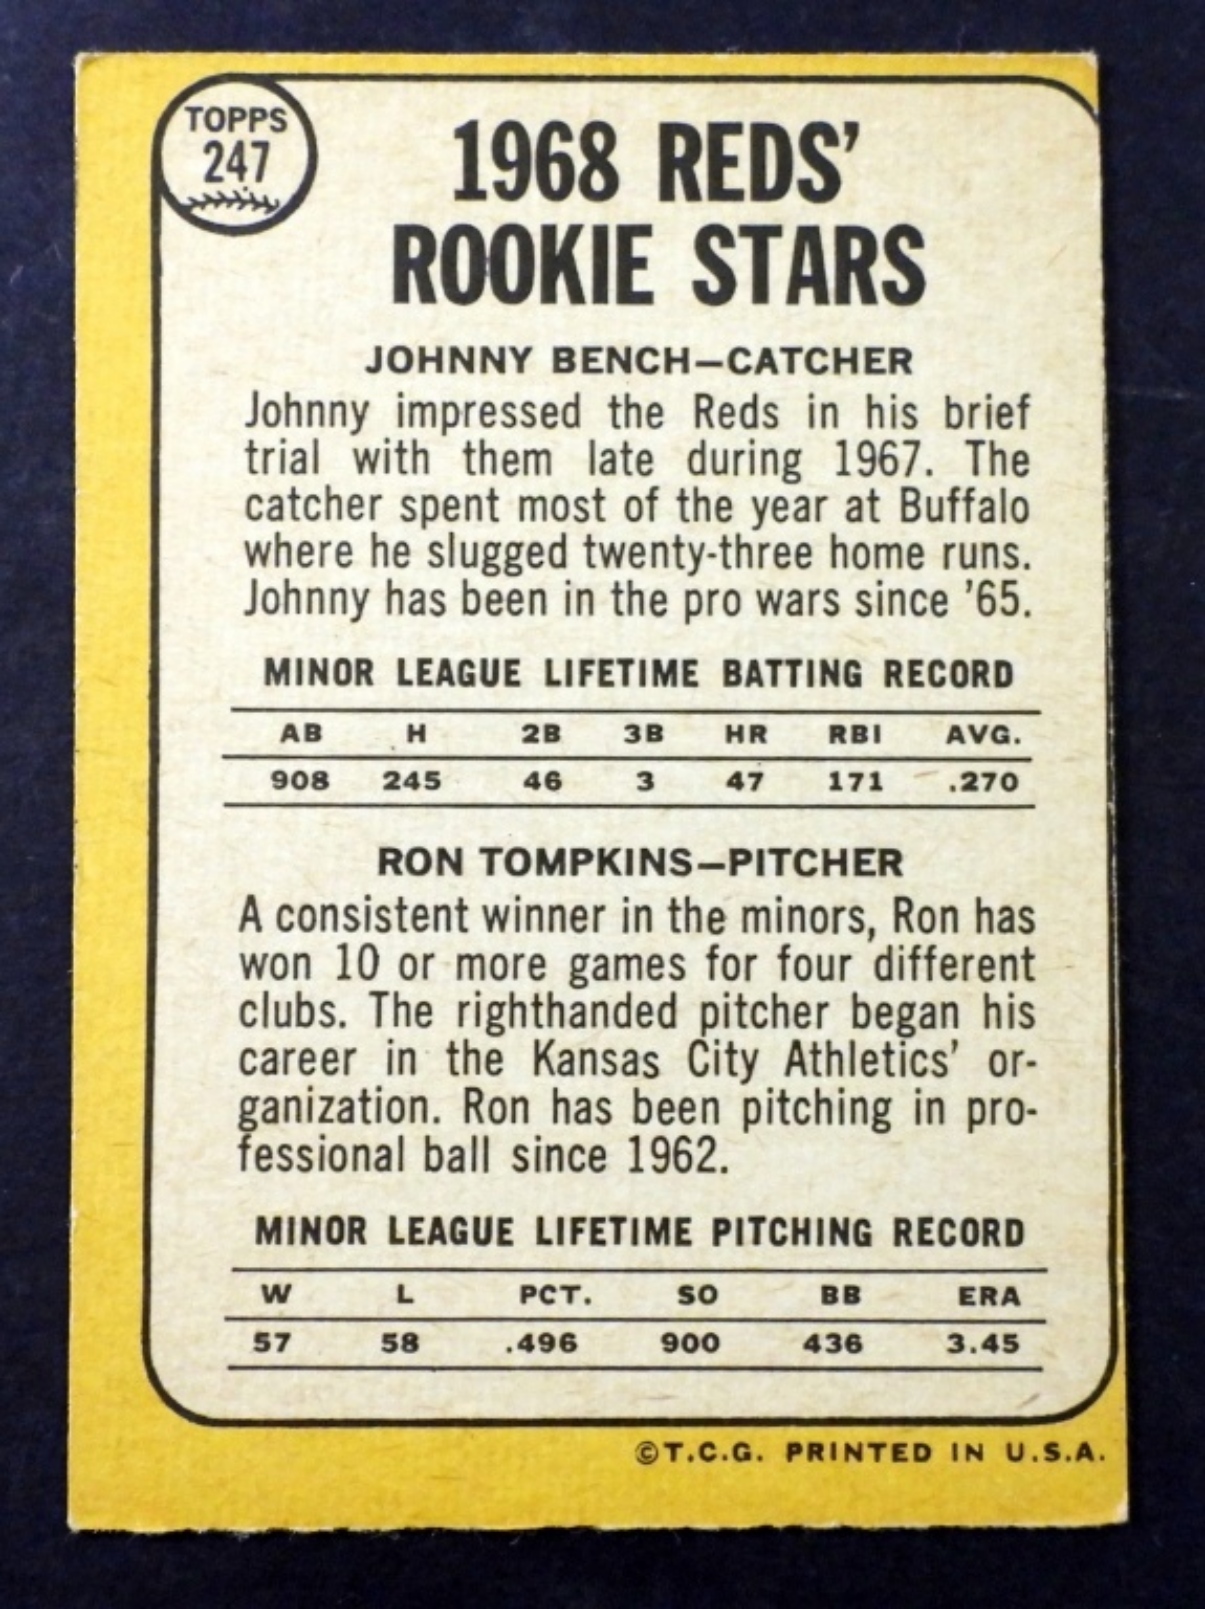 TOPPS
247
1968 REDS’
ROOKIE STARS
JOHNNY BENCH—CATCHER
Johnny impressed the Reds in his brief
trial with them late during 1967. The
catcher spent most of the year at Buffalo
where he slugged twenty-three home runs.
Johnny has been in the pro wars since ’65.
MINOR LEAGUE LIFETIME BATTING RECORD
AB H 2B 3B HR RBI AVG.
908 245 46 3 47 171 .270
RON TOMPKINS—PITCHER
A consistent winner in the minors, Ron has
won 10 or more games for four different
clubs. The righthanded pitcher began his
career in the Kansas City Athletics’ or-
ganization. Ron has been pitching in pro-
fessional ball since 1962.
MINOR LEAGUE LIFETIME PITCHING RECORD
W L PCT. SO BB ERA
57 58 .496 900 436 3.45
©T.C.G. PRINTED IN U.S.A.